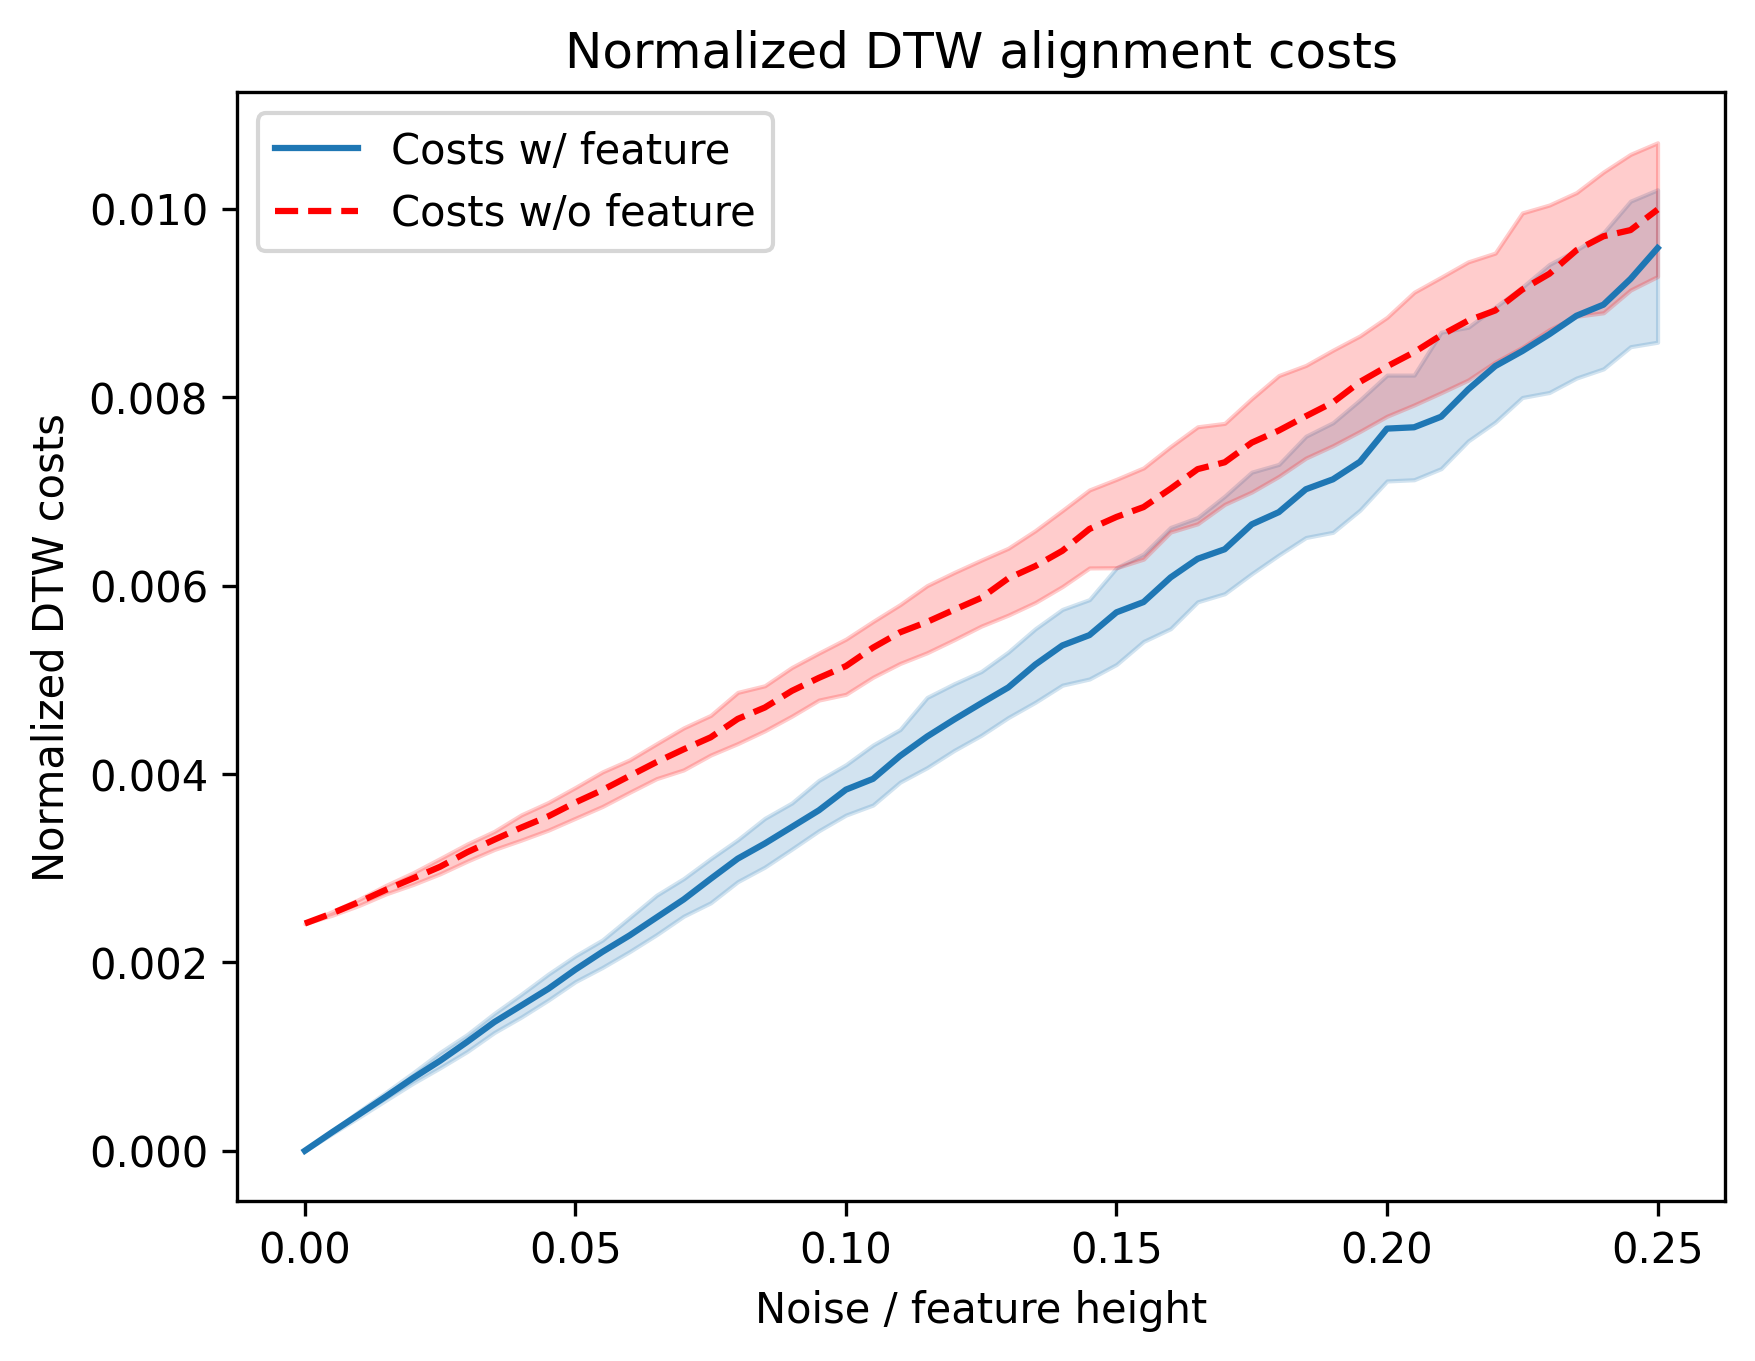 Normalized DTW alignment costs
Costs w/ feature
Costs w/o feature
Normalized DTW costs
0.010
0.008
0.006
0.004
0.002
0.000
0.00 0.05 0.10 0.15 0.20 0.25
Noise / feature height